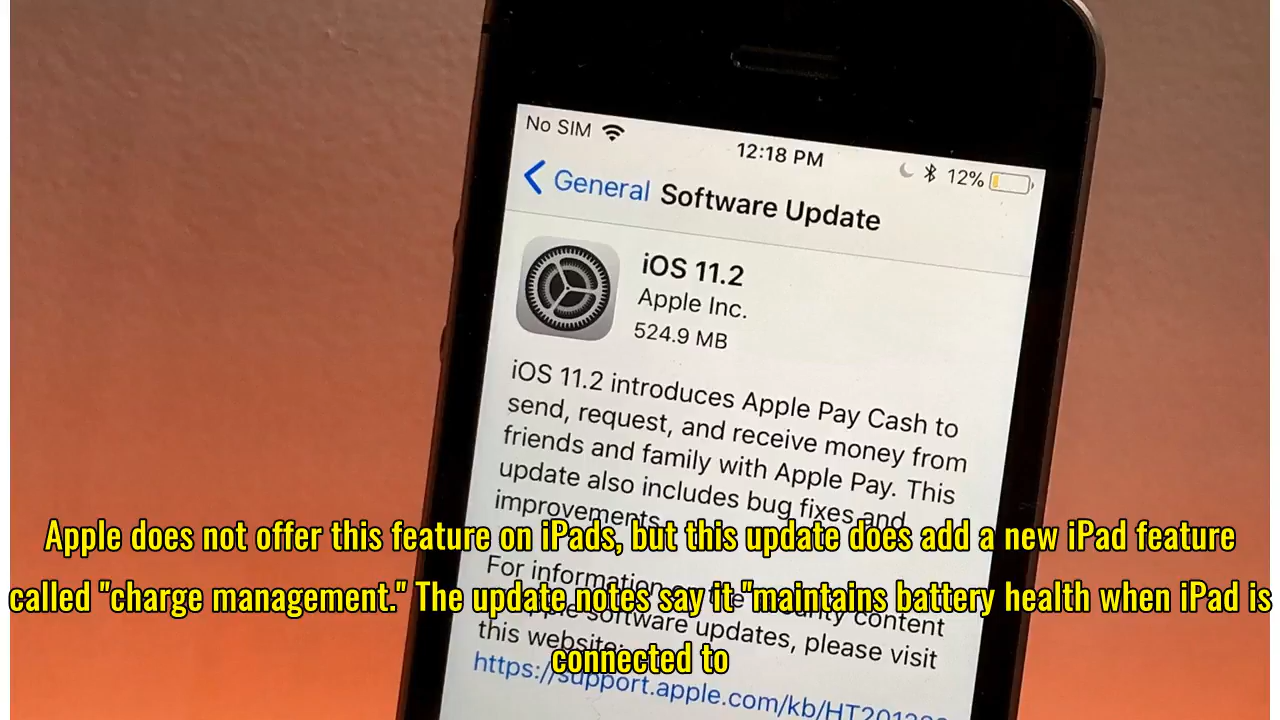 No SIM
12:18 PM
12%
General Software Update
iOS 11.2
Apple Inc.
524.9 MB
iOS 11.2 introduces Apple Pay Cash to
send, request, and receive money from
friends and family with Apple Pay. This
update also includes bug fixes and
improvements.
Apple does not offer this feature on iPads, but this update does add a new iPad feature
called "charge management." The update notes say it "maintains battery health when iPad is
connected to
For information on the content
software updates, please visit
this website:
https://support.apple.com/kb/